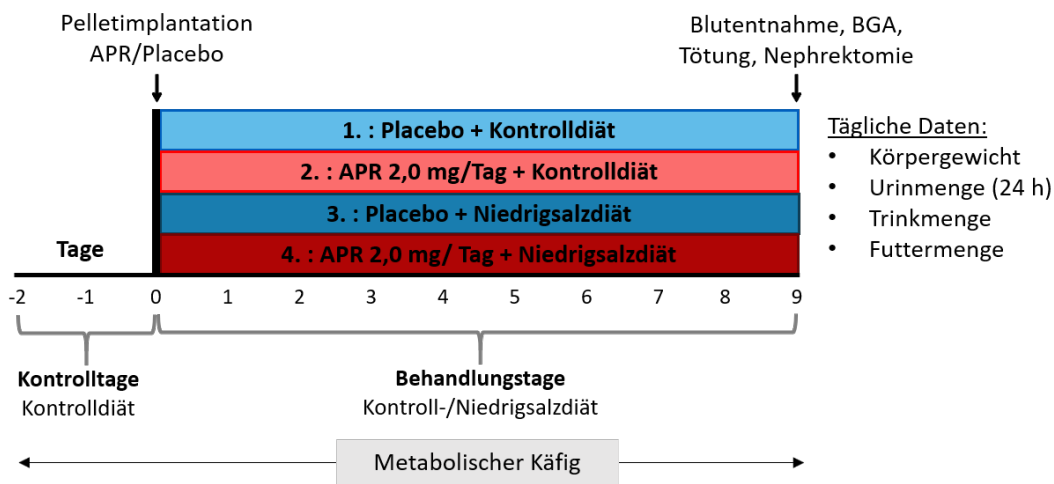 Pelletimplantation
APR/Placebo
Blutentnahme, BGA,
Tötung, Nephrektomie
1. : Placebo + Kontrolldiät
2. : APR 2,0 mg/Tag + Kontrolldiät
3. : Placebo + Niedrigsalzdiät
4. : APR 2,0 mg/ Tag + Niedrigsalzdiät
Tägliche Daten:
• Körpergewicht
• Urinmenge (24 h)
• Trinkmenge
• Futtermenge
Tage
-2 -1 0 1 2 3 4 5 6 7 8 9
Kontrolltage
Kontrolldiät
Behandlungstage
Kontroll-/Niedrigsalzdiät
Metabolischer Käfig